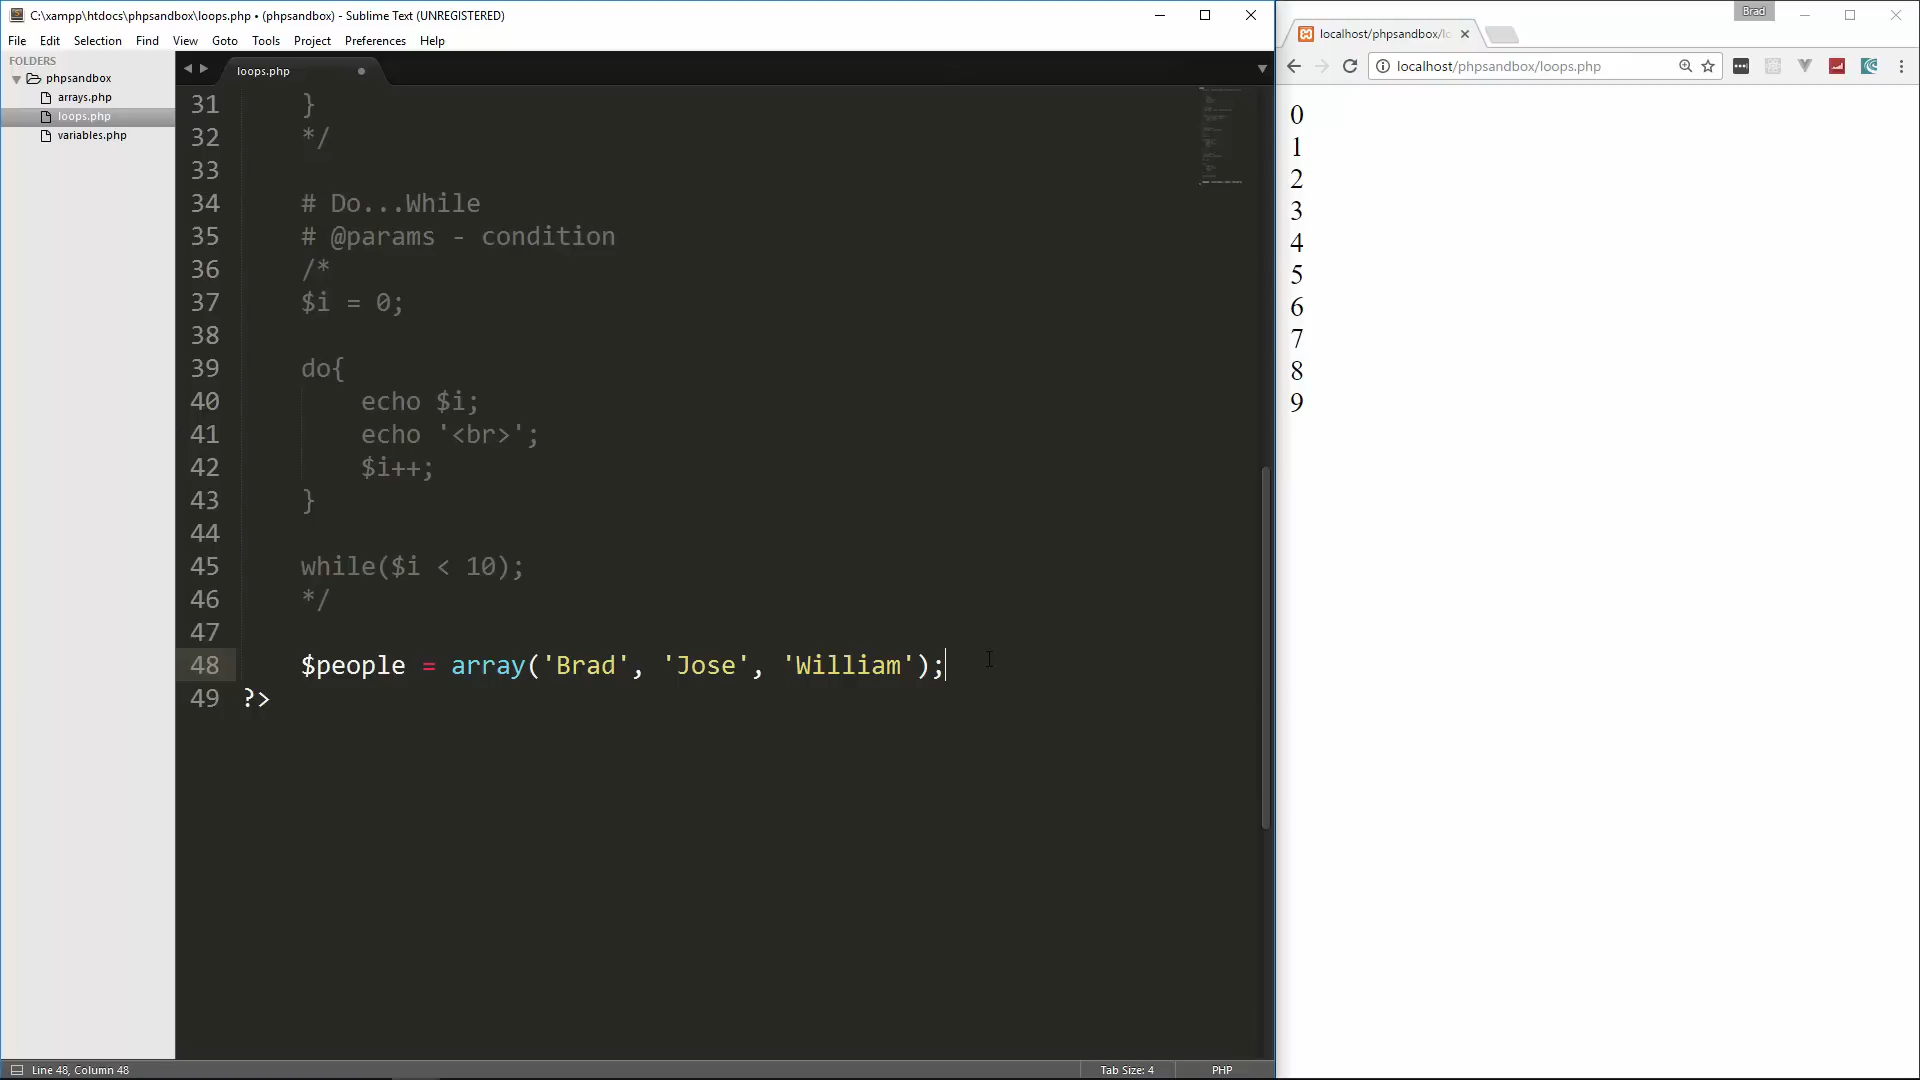 C:\xampp\htdocs\phpsandbox\loops.php • (phpsandbox) - Sublime Text (UNREGISTERED)
File Edit Selection Find View Goto Tools Project Preferences Help
FOLDERS
phpsandbox
arrays.php
loops.php
variables.php
loops.php
31 }
32 */
33
34 # Do...While
35 # @params - condition
36 /*
37 $i = 0;
38
39 do{
40 echo $i;
41 echo '<br>';
42 $i++;
43 }
44
45 while($i < 10);
46 */
47
48 $people = array('Brad', 'Jose', 'William');
49 ?>
Line 48, Column 48
Tab Size: 4
PHP
Brad
localhost/phpsandbox/lo
localhost/phpsandbox/loops.php
0
1
2
3
4
5
6
7
8
9